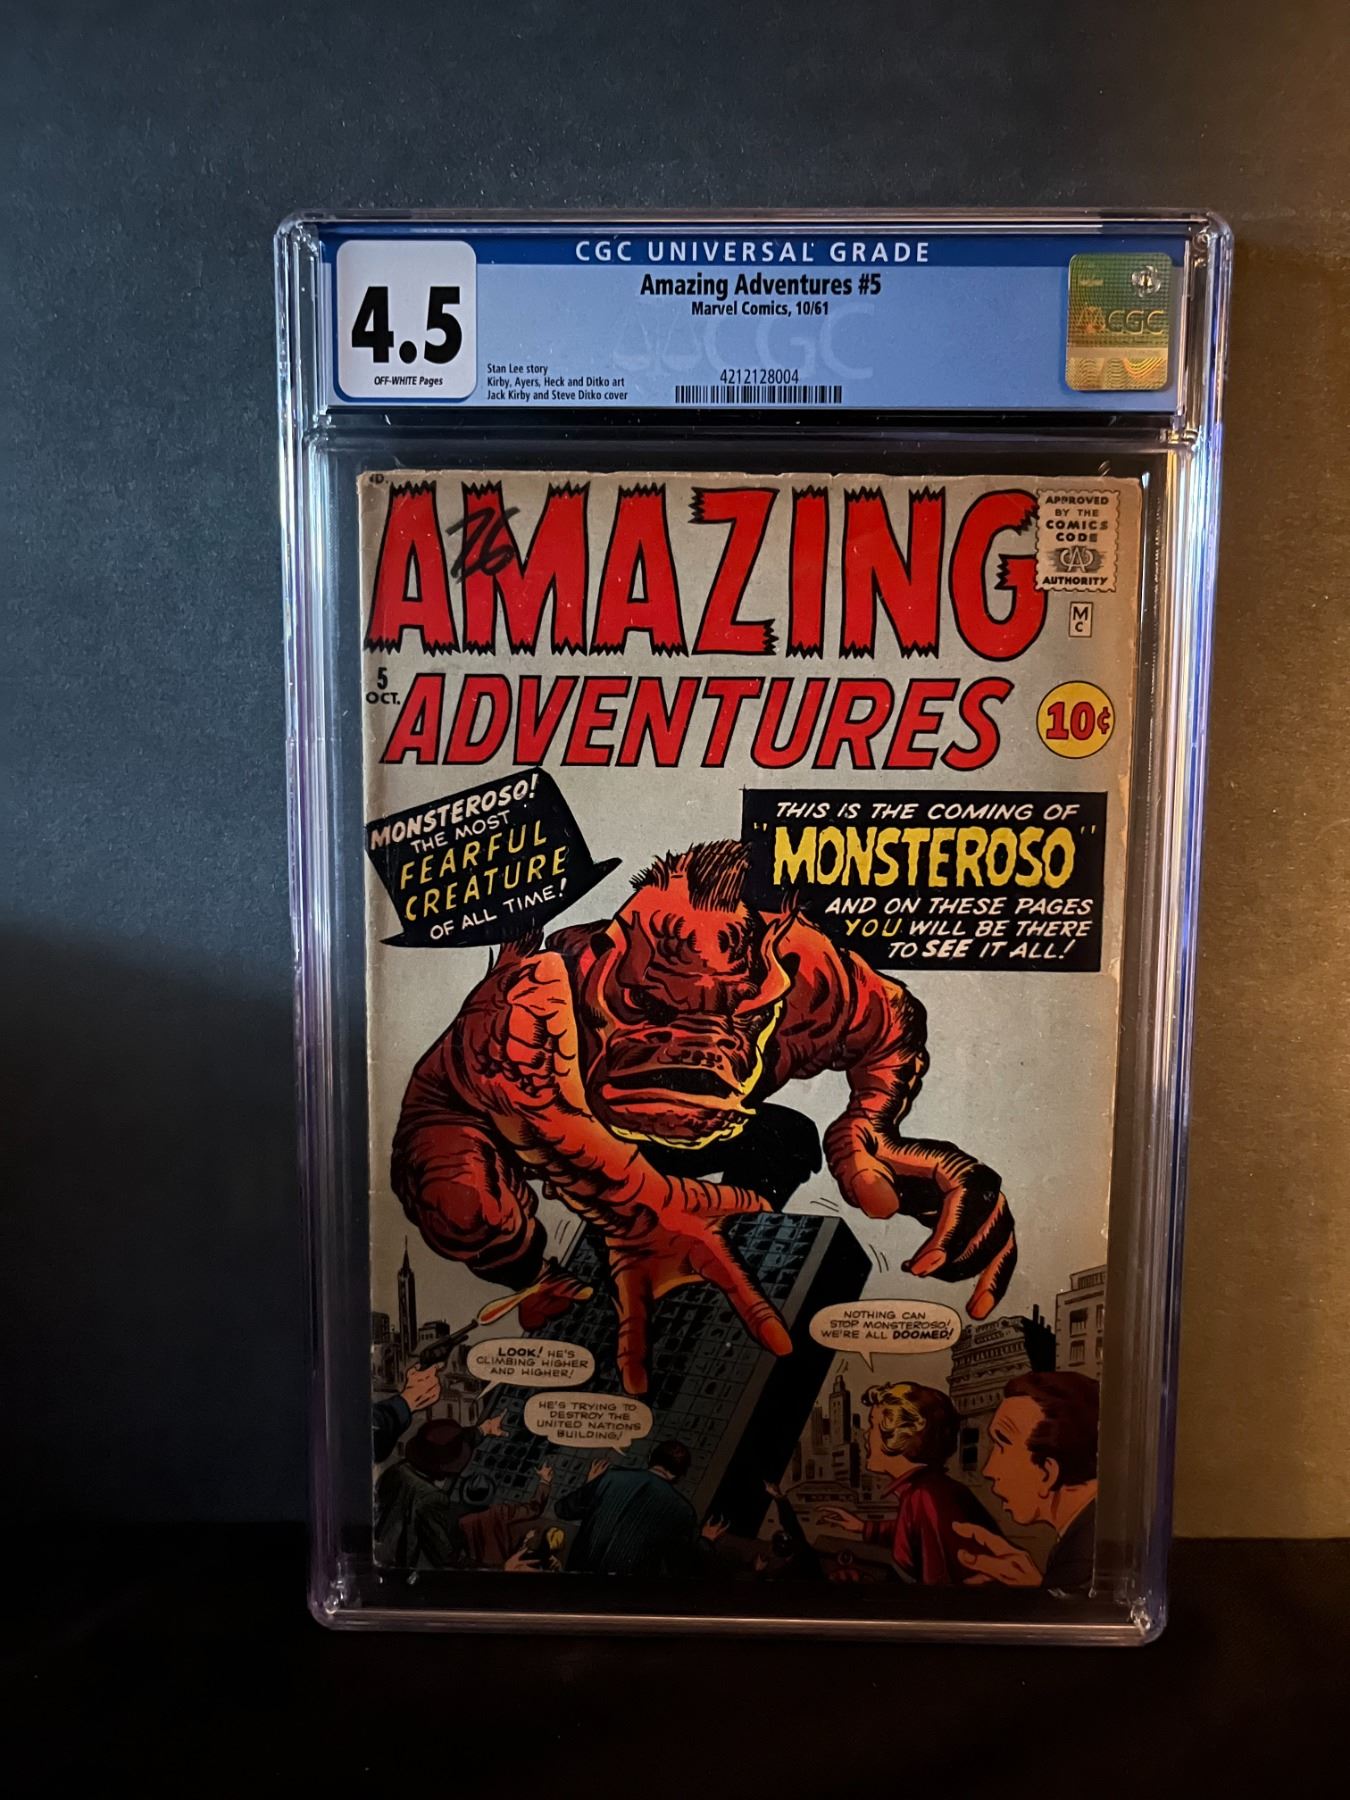 CGC UNIVERSAL GRADE
Amazing Adventures #5
Marvel Comics, 10/61
4.5
OFF-WHITE Pages
Stan Lee story
Kirby, Ayers, Heck and Ditko art
Jack Kirby and Steve Ditko cover
4212128004
CGC
CGC
AMAZING
ADVENTURES
26
APPROVED
BY THE
COMICS
CODE
CA
AUTHORITY
M
C
5
OCT.
10¢
MONSTEROSO!
THE MOST
FEARFUL
CREATURE
OF ALL TIME!
THIS IS THE COMING OF
"MONSTEROSO"
AND ON THESE PAGES
YOU WILL BE THERE
TO SEE IT ALL!
NOTHING CAN
STOP MONSTEROSO!
WE'RE ALL DOOMED!
LOOK! HE'S
CLIMBING HIGHER
AND HIGHER!
HE'S TRYING TO
DESTROY THE
UNITED NATIONS
BUILDING!